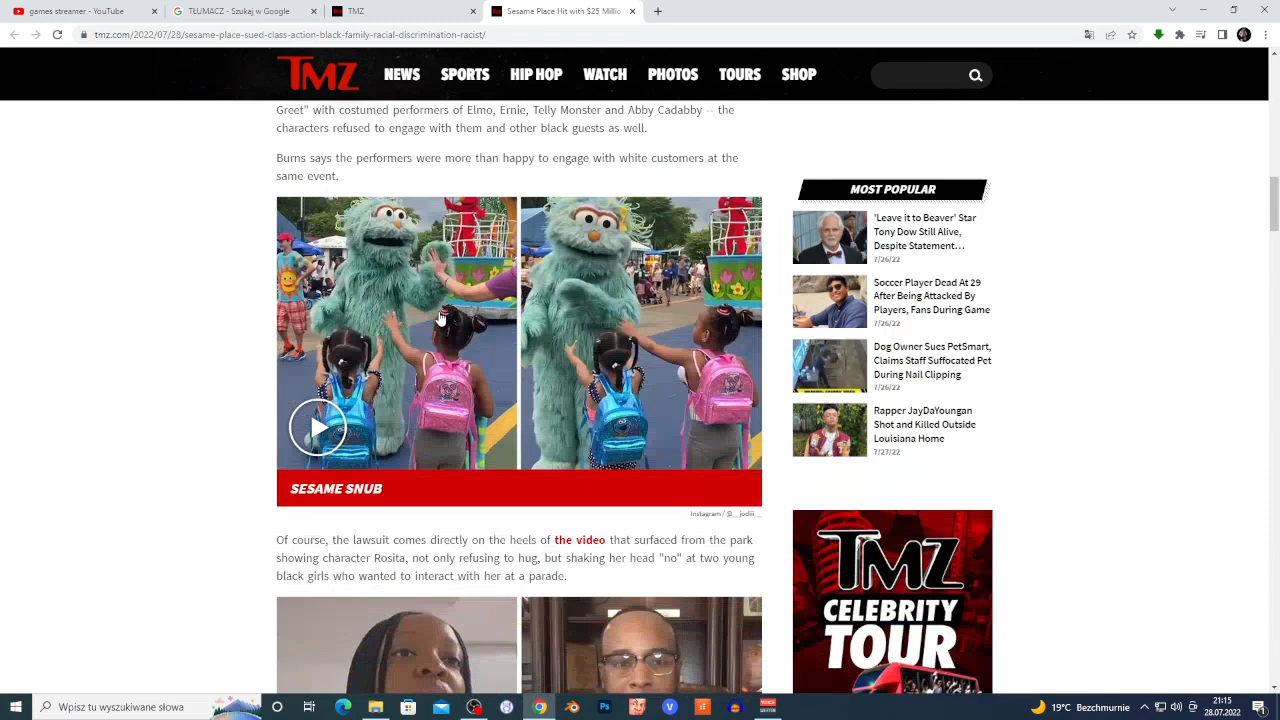 games streamer - YouTube
TŁUMACZ - Szukaj w Google
TMZ
Sesame Place Hit with $25 Millio
tmz.com/2022/07/28/sesame-place-sued-class-action-black-family-racial-discrimination-racist/
TMZ NEWS SPORTS HIP HOP WATCH PHOTOS TOURS SHOP
Greet" with costumed performers of Elmo, Ernie, Telly Monster and Abby Cadabby -- the
characters refused to engage with them and other black guests as well.
Burns says the performers were more than happy to engage with white customers at the
same event.
SESAME SNUB
Instagram / @__jodiii__
Of course, the lawsuit comes directly on the heels of the video that surfaced from the park
showing character Rosita, not only refusing to hug, but shaking her head "no" at two young
black girls who wanted to interact with her at a parade.
MOST POPULAR
'Leave it to Beaver' Star
Tony Dow Still Alive,
Despite Statement...
7/26/22
Soccer Player Dead At 29
After Being Attacked By
Players, Fans During Game
7/26/22
Dog Owner Sues PetSmart,
Claims Staff Suffocated Pet
During Nail Clipping
7/26/22
Rapper JayDaYoungan
Shot and Killed Outside
Louisiana Home
7/27/22
TMZ
CELEBRITY
TOUR
Wpisz tu wyszukiwane słowa
19°C Bezchmurnie
21:15
28.07.2022